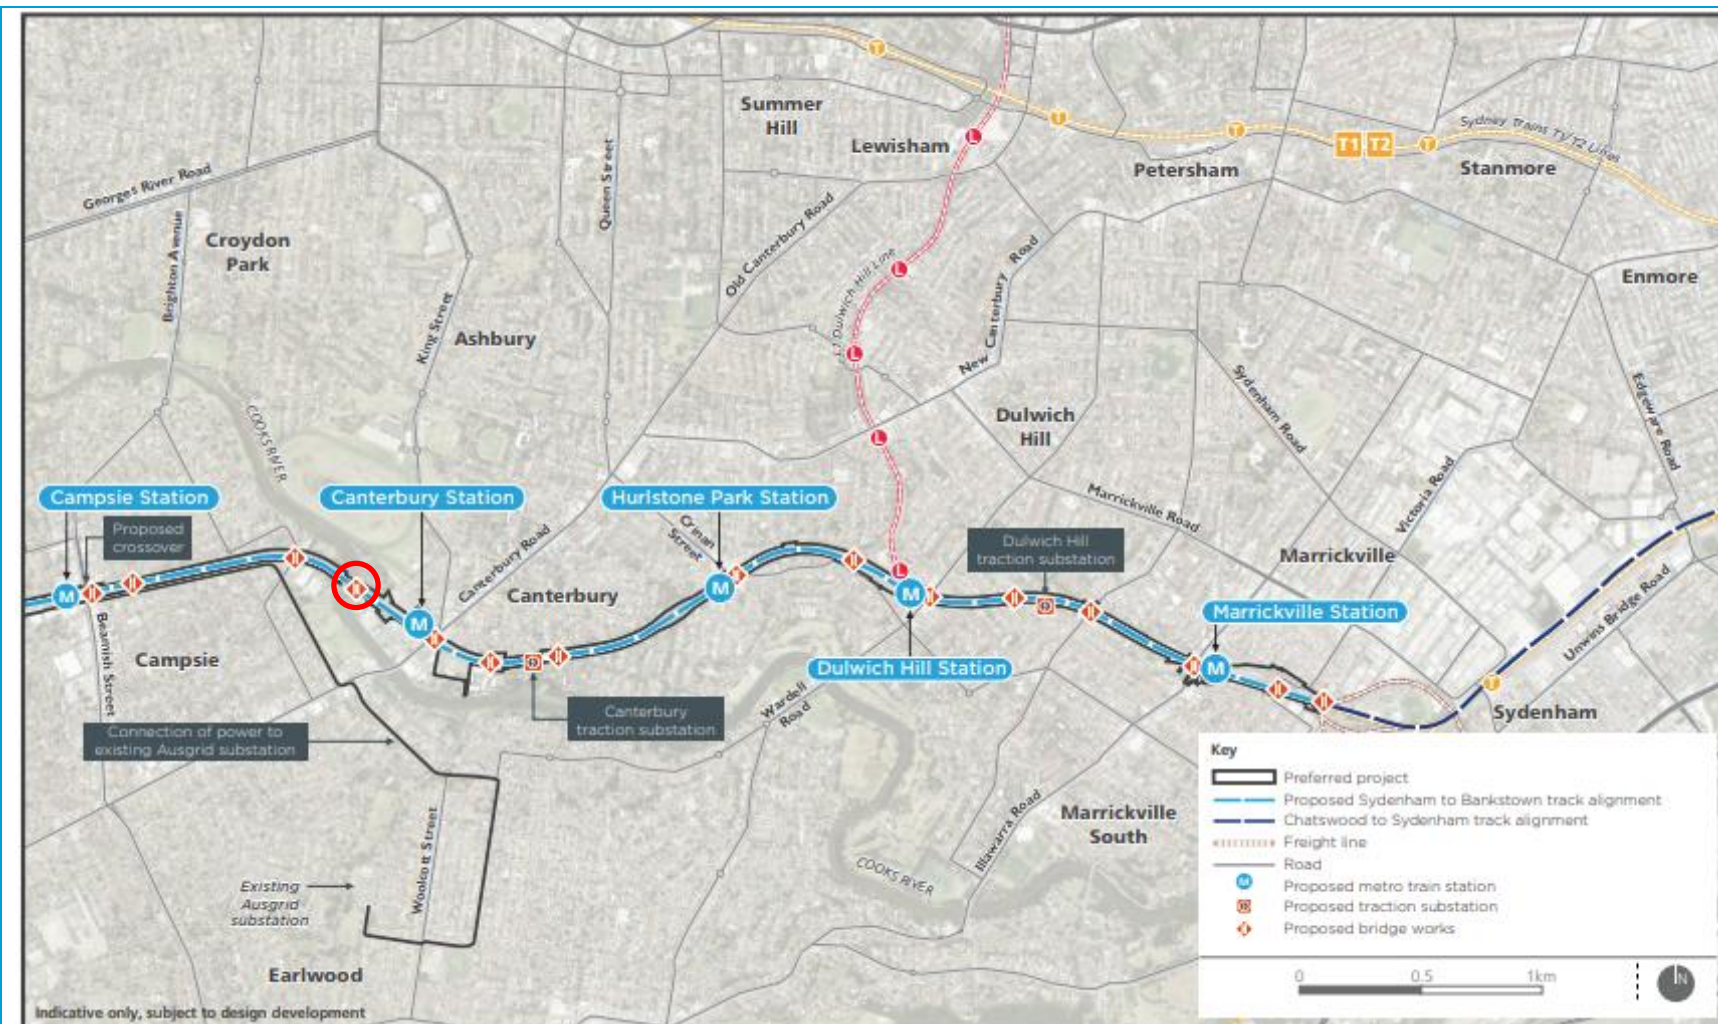 Summer
Hill
Lewisham
T
T
T
T
T1 T2
Sydney Trains T1/T2 Lines
Petersham
Stanmore
Georges River Road
Queen Street
Brighton Avenue
Croydon
Park
Old Canterbury Road
L
L
L1 Dulwich Hill Line
New Canterbury Road
Enmore
King Street
Ashbury
L
L
Sydenham Road
Edgeware Road
COOKS RIVER
Dulwich
Hill
Victoria Road
Marrickville Road
Campsie Station
Canterbury Station
Hurlstone Park Station
Proposed
crossover
Crinan
Street
Canterbury Road
Dulwich Hill
traction substation
Marrickville
L
M
M
M
M
M
Canterbury
Marrickville Station
Unwins Bridge Road
Beamish Street
Campsie
Dulwich Hill Station
T
Sydenham
Wardell
Road
Canterbury
traction substation
Connection of power to
existing Ausgrid substation
Woolcott Street
Illawarra Road
Marrickville
South
COOKS RIVER
Existing
Ausgrid
substation
Earlwood
Indicative only, subject to design development
Key
Preferred project
Proposed Sydenham to Bankstown track alignment
Chatswood to Sydenham track alignment
Freight line
Road
M
Proposed metro train station
Proposed traction substation
Proposed bridge works
0 0.5 1km
N